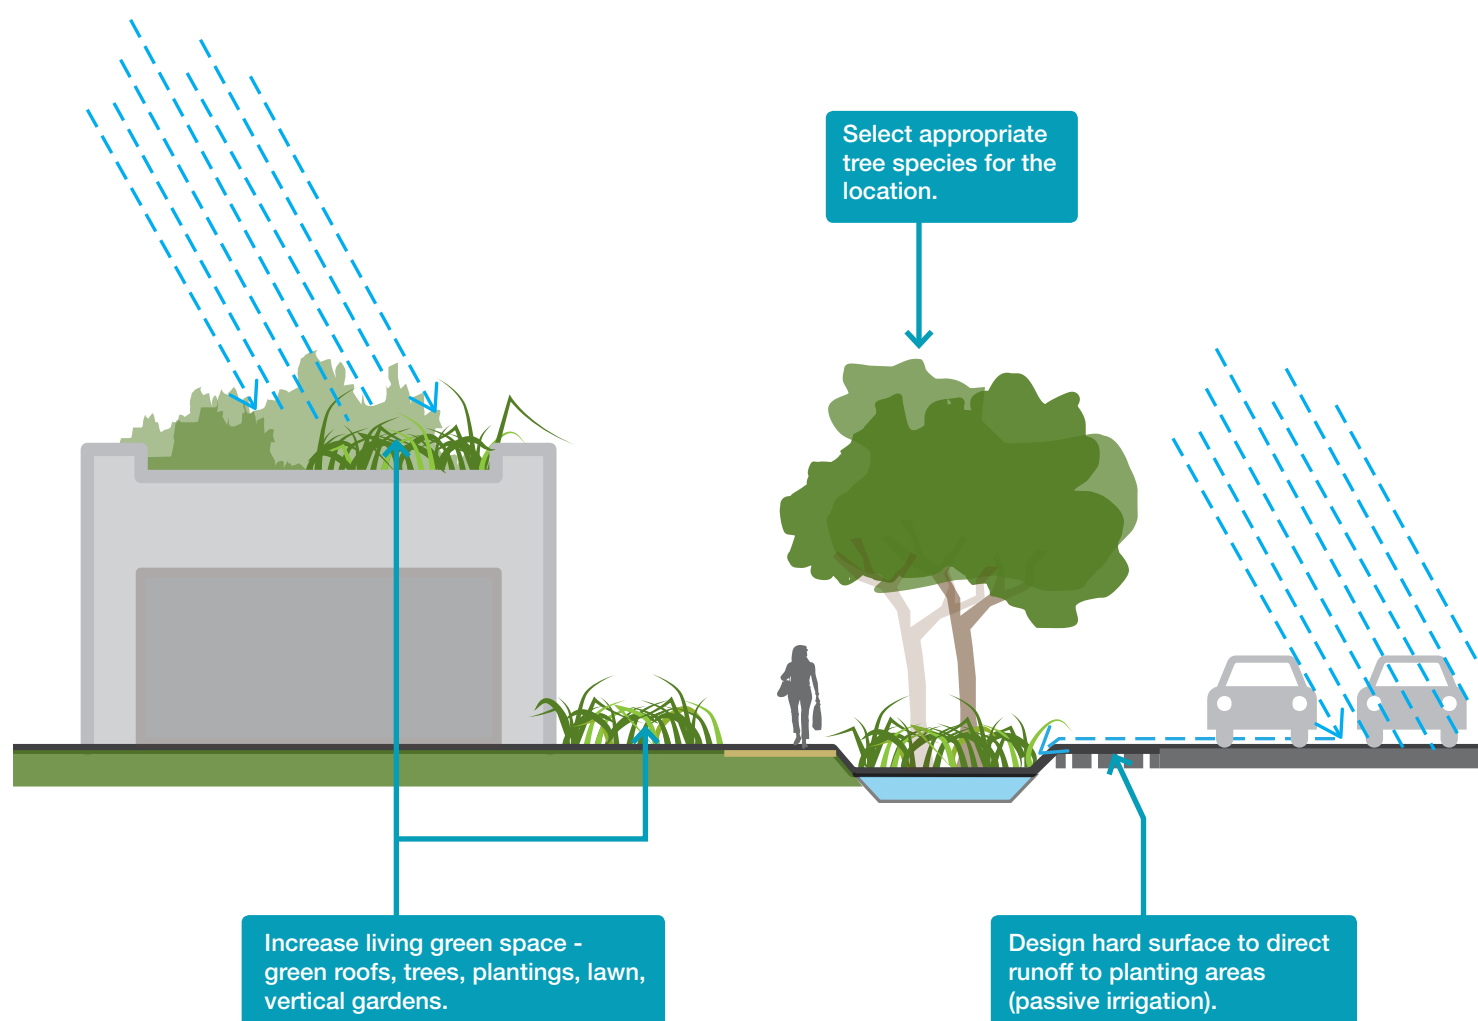 Select appropriate
tree species for the
location.
Increase living green space -
green roofs, trees, plantings, lawn,
vertical gardens.
Design hard surface to direct
runoff to planting areas
(passive irrigation).